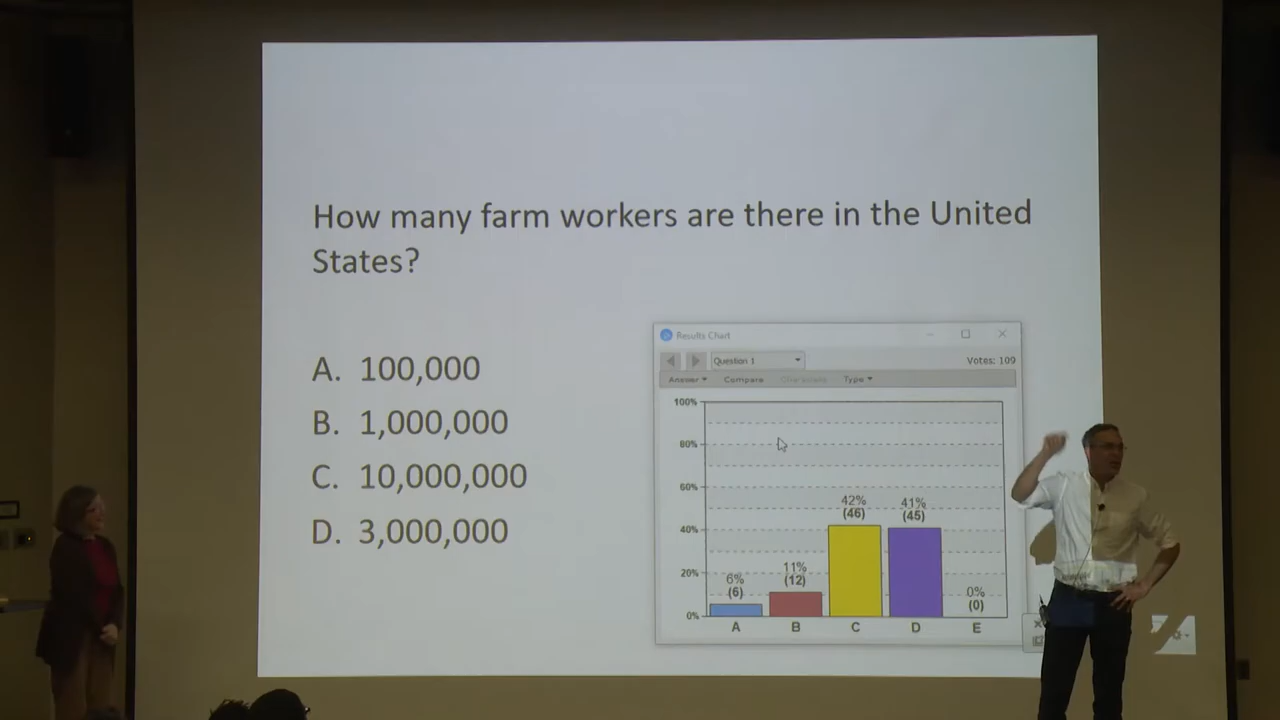 How many farm workers are there in the United
States?
A. 100,000
B. 1,000,000
C. 10,000,000
D. 3,000,000
Results Chart
Question 1
Votes: 109
Answer
Compare
Type
100%
80%
60%
40%
20%
0%
6%
(6)
11%
(12)
42%
(46)
41%
(45)
0%
(0)
A B C D E